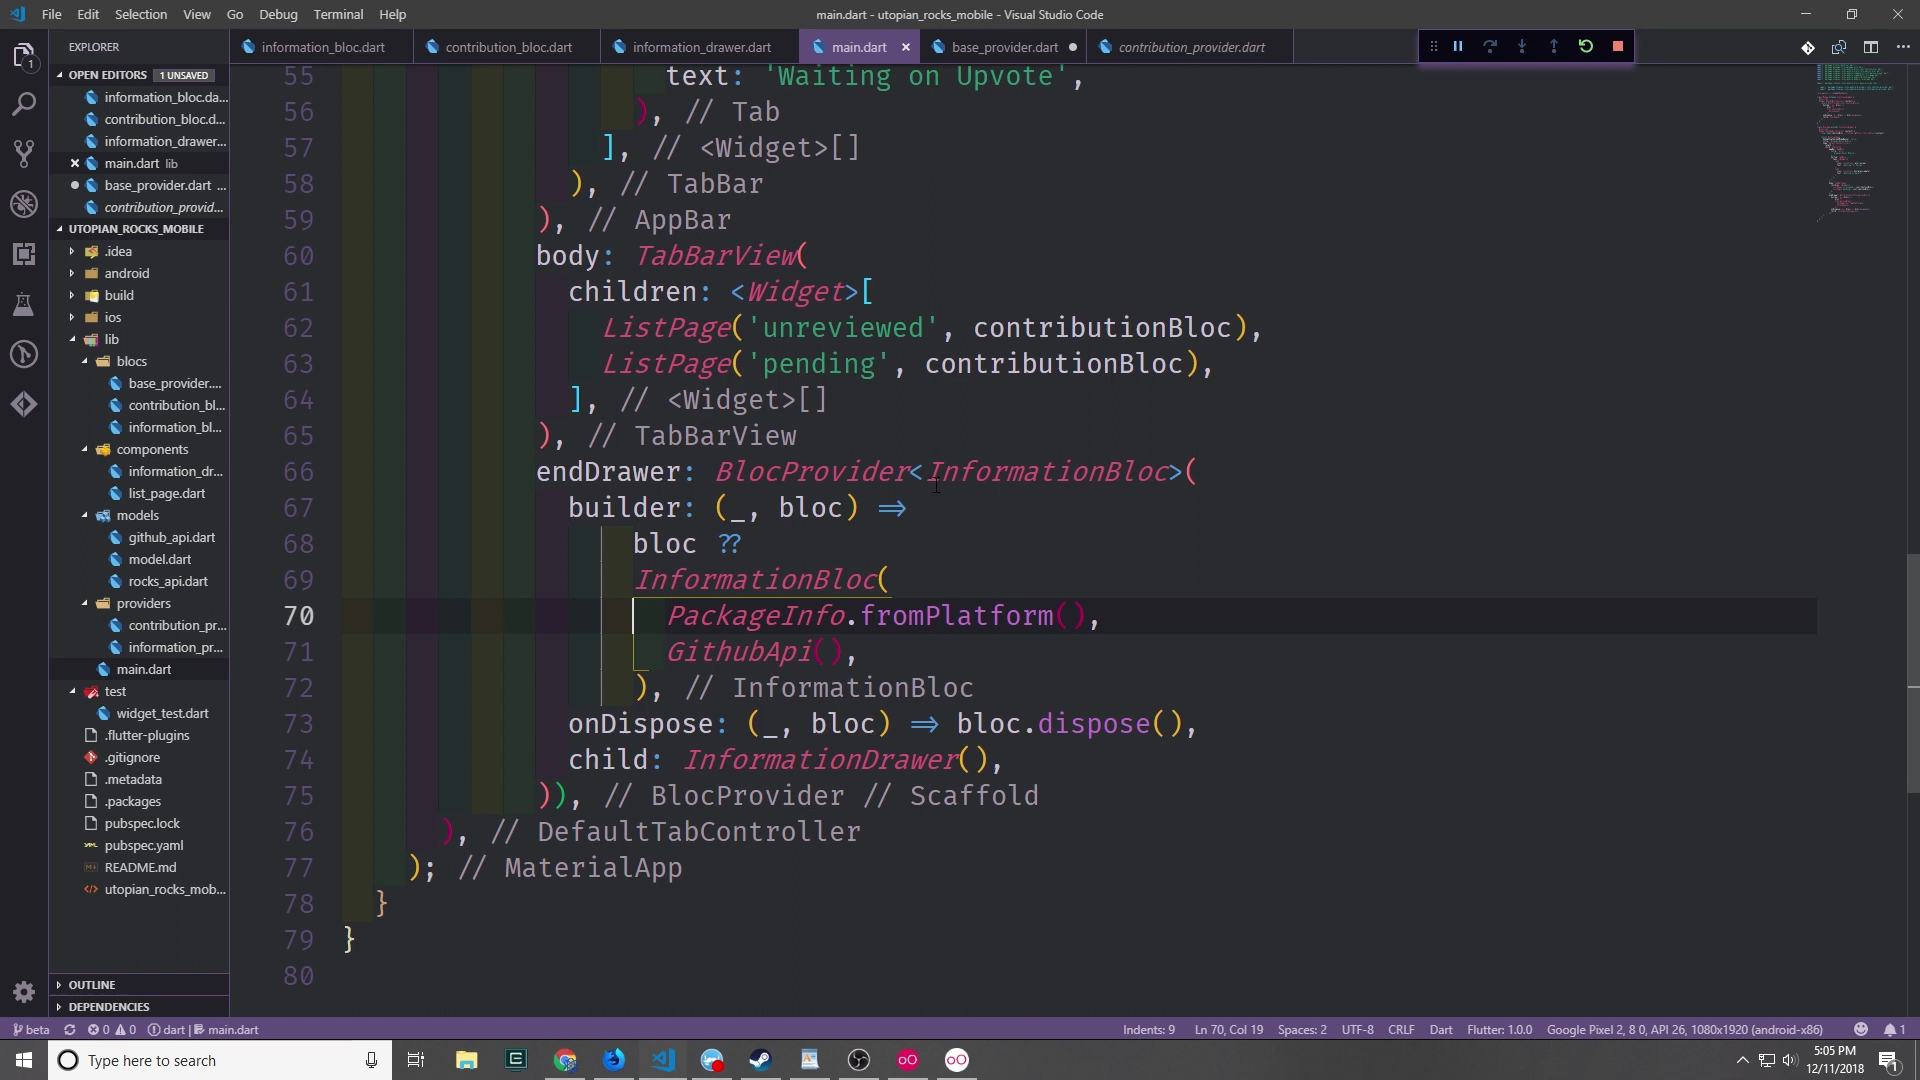 File Edit Selection View Go Debug Terminal Help
main.dart - utopian_rocks_mobile - Visual Studio Code
EXPLORER
information_bloc.dart
contribution_bloc.dart
information_drawer.dart
main.dart
base_provider.dart
contribution_provider.dart
OPEN EDITORS 1 UNSAVED
information_bloc.da...
contribution_bloc.d...
information_drawer...
main.dart lib
base_provider.dart ...
contribution_provid...
UTOPIAN_ROCKS_MOBILE
.idea
android
build
ios
lib
blocs
base_provider....
contribution_bl...
information_bl...
components
information_dr...
list_page.dart
models
github_api.dart
model.dart
rocks_api.dart
providers
contribution_pr...
information_pr...
main.dart
test
widget_test.dart
.flutter-plugins
.gitignore
.metadata
.packages
pubspec.lock
pubspec.yaml
README.md
utopian_rocks_mob...
OUTLINE
DEPENDENCIES
55 text: 'Waiting on Upvote',
56 ), // Tab
57 ], // <Widget>[]
58 ), // TabBar
59 ), // AppBar
60 body: TabBarView(
61 children: <Widget>[
62 ListPage('unreviewed', contributionBloc),
63 ListPage('pending', contributionBloc),
64 ], // <Widget>[]
65 ), // TabBarView
66 endDrawer: BlocProvider<InformationBloc>(
67 builder: (_, bloc) =>
68 bloc ??
69 InformationBloc(
70 PackageInfo.fromPlatform(),
71 GithubApi(),
72 ), // InformationBloc
73 onDispose: (_, bloc) => bloc.dispose(),
74 child: InformationDrawer(),
75 )), // BlocProvider // Scaffold
76 ), // DefaultTabController
77 ); // MaterialApp
78 }
79 }
80
beta 0 0 dart | main.dart
Indents: 9 Ln 70, Col 19 Spaces: 2 UTF-8 CRLF Dart Flutter: 1.0.0 Google Pixel 2, 8 0, API 26, 1080x1920 (android-x86) 1
Type here to search
5:05 PM
12/11/2018